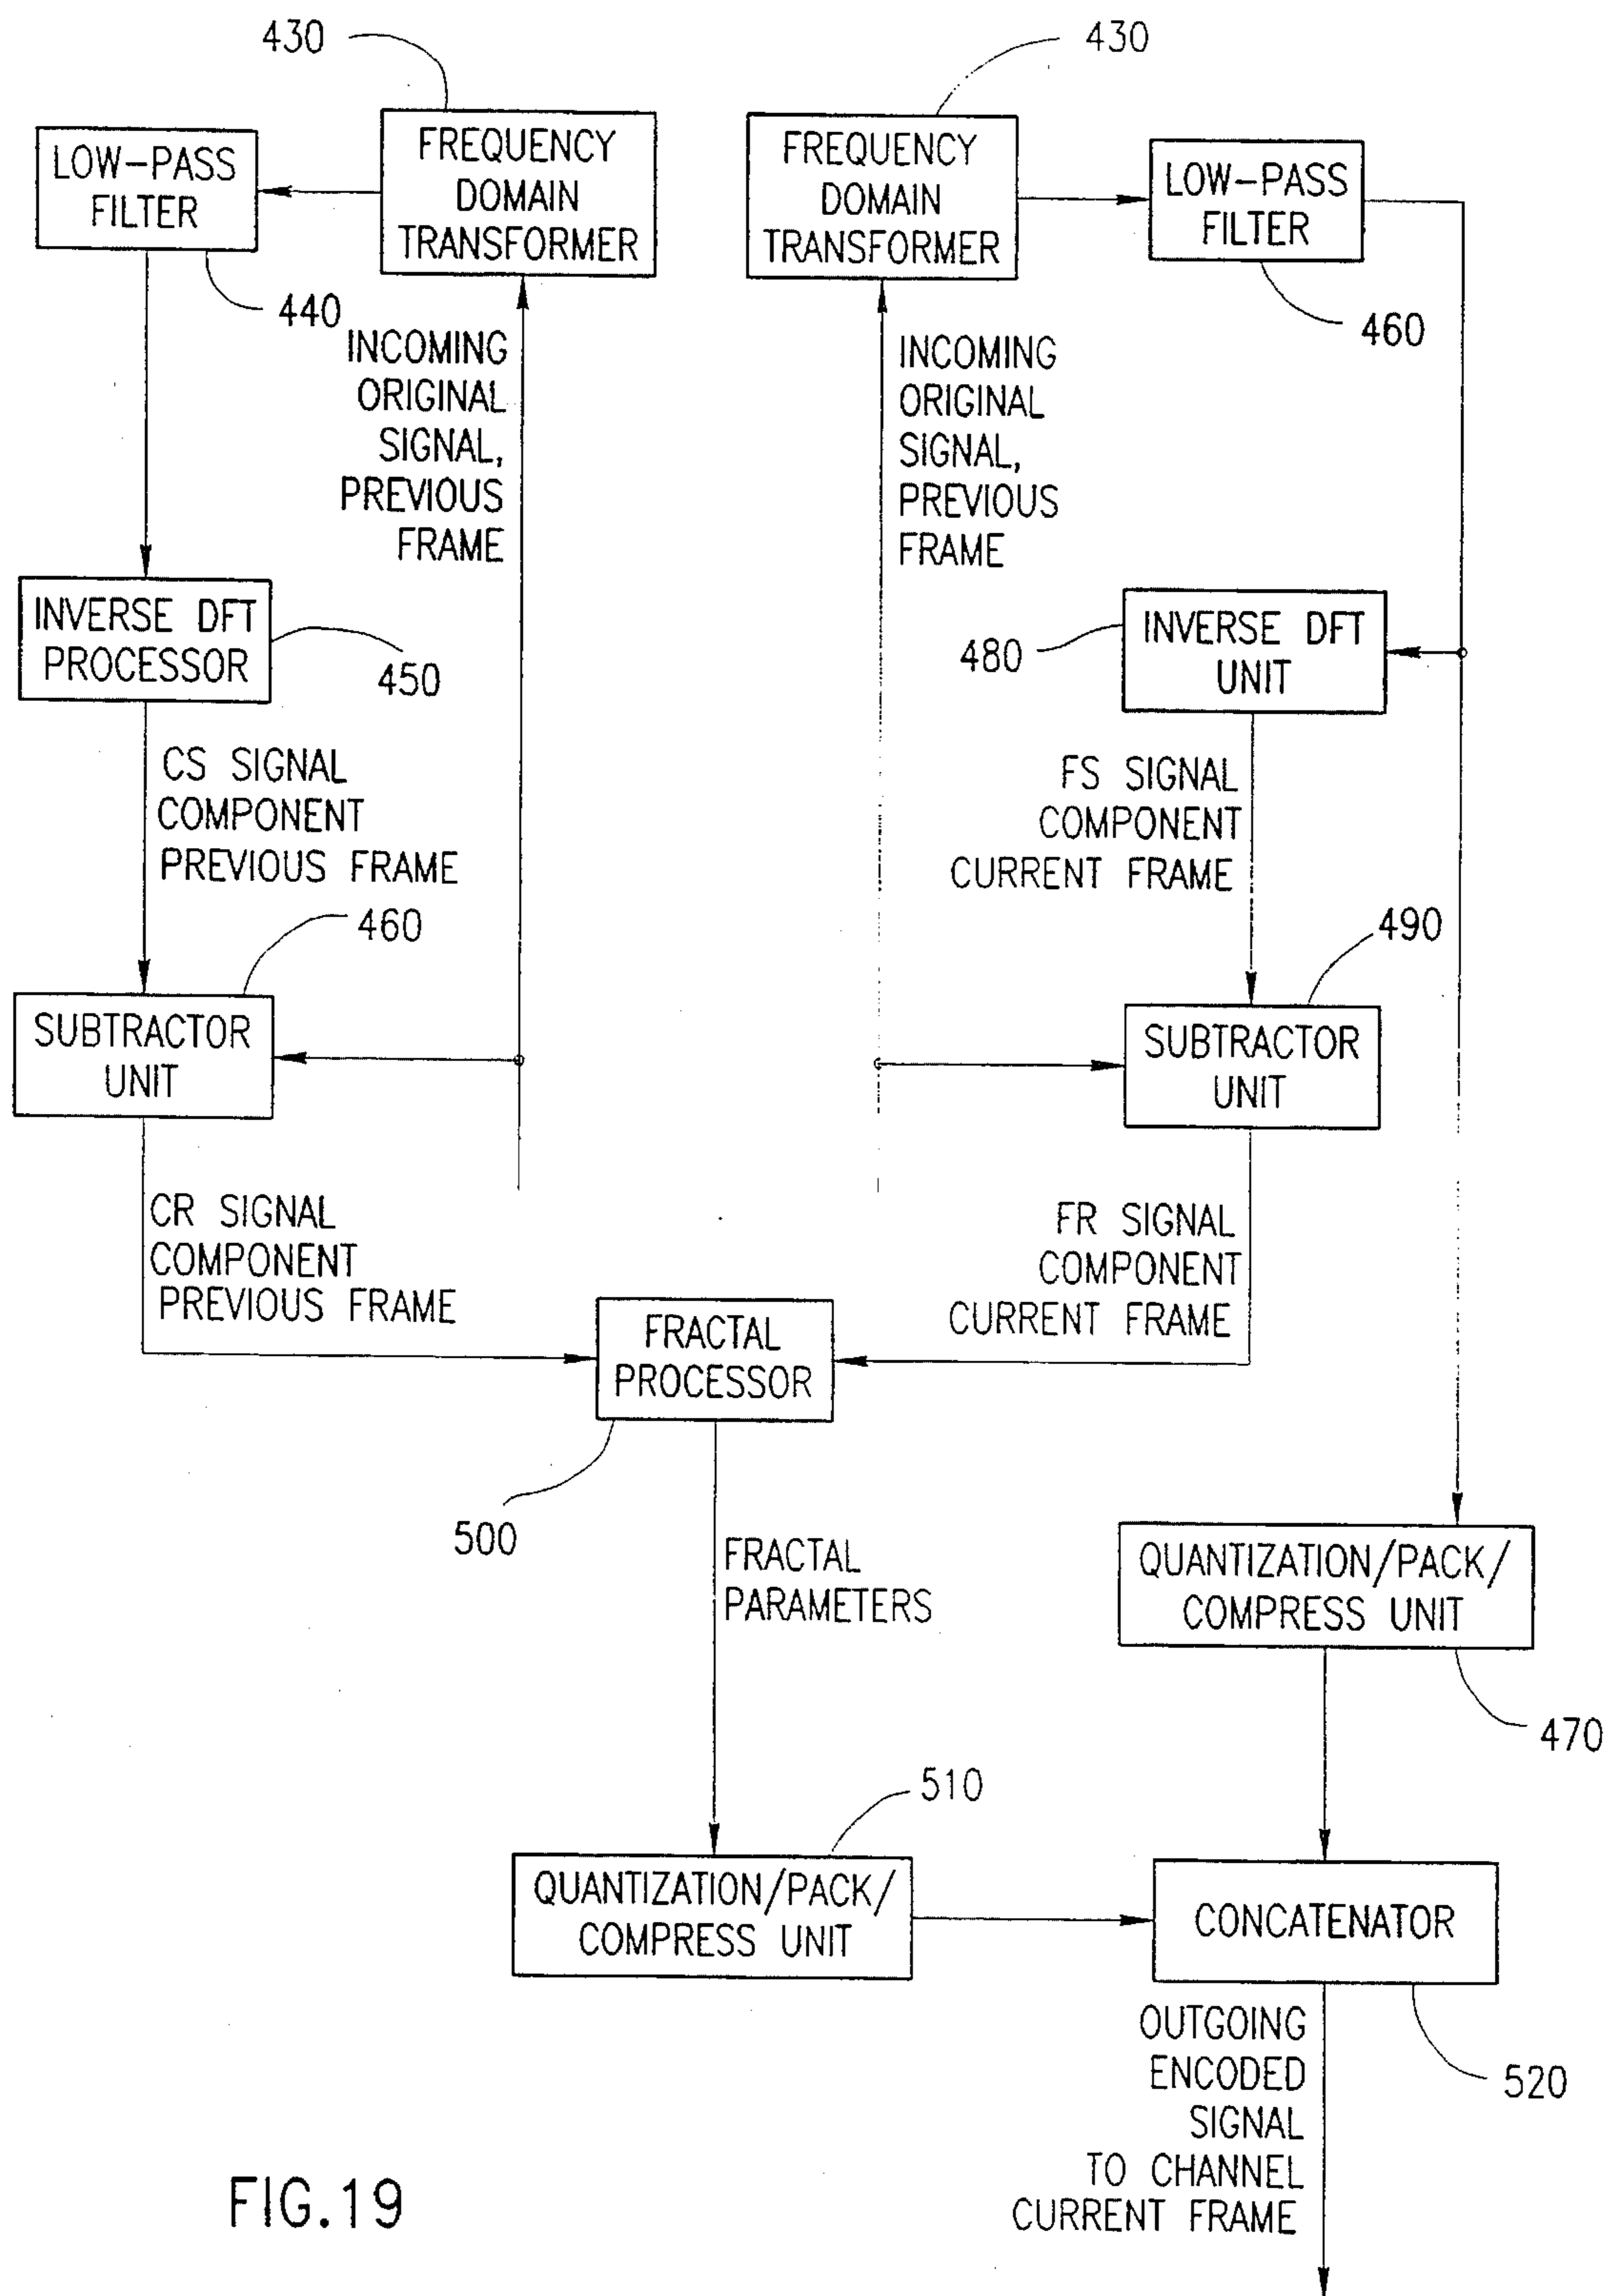 430
430
FREQUENCY
DOMAIN
TRANSFORMER
LOW-PASS
FILTER
440
FREQUENCY
DOMAIN
TRANSFORMER
LOW-PASS
FILTER
460
INCOMING
ORIGINAL
SIGNAL,
PREVIOUS
FRAME
INCOMING
ORIGINAL
SIGNAL,
PREVIOUS
FRAME
INVERSE DFT
PROCESSOR
450
480
INVERSE DFT
UNIT
CS SIGNAL
COMPONENT
PREVIOUS FRAME
FS SIGNAL
COMPONENT
CURRENT FRAME
460
490
SUBTRACTOR
UNIT
SUBTRACTOR
UNIT
CR SIGNAL
COMPONENT
PREVIOUS FRAME
FR SIGNAL
COMPONENT
CURRENT FRAME
FRACTAL
PROCESSOR
500
FRACTAL
PARAMETERS
QUANTIZATION/PACK/
COMPRESS UNIT
470
510
QUANTIZATION/PACK/
COMPRESS UNIT
CONCATENATOR
520
OUTGOING
ENCODED
SIGNAL
TO CHANNEL
CURRENT FRAME
FIG.19